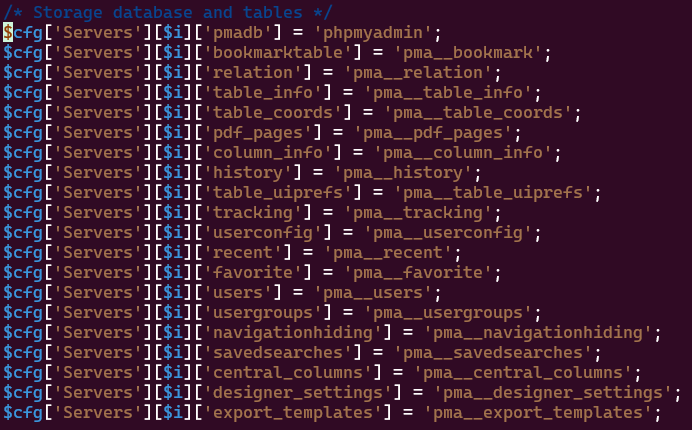 /* Storage database and tables */
$cfg['Servers'][$i]['pmadb'] = 'phpmyadmin';
$cfg['Servers'][$i]['bookmarktable'] = 'pma__bookmark';
$cfg['Servers'][$i]['relation'] = 'pma__relation';
$cfg['Servers'][$i]['table_info'] = 'pma__table_info';
$cfg['Servers'][$i]['table_coords'] = 'pma__table_coords';
$cfg['Servers'][$i]['pdf_pages'] = 'pma__pdf_pages';
$cfg['Servers'][$i]['column_info'] = 'pma__column_info';
$cfg['Servers'][$i]['history'] = 'pma__history';
$cfg['Servers'][$i]['table_uiprefs'] = 'pma__table_uiprefs';
$cfg['Servers'][$i]['tracking'] = 'pma__tracking';
$cfg['Servers'][$i]['userconfig'] = 'pma__userconfig';
$cfg['Servers'][$i]['recent'] = 'pma__recent';
$cfg['Servers'][$i]['favorite'] = 'pma__favorite';
$cfg['Servers'][$i]['users'] = 'pma__users';
$cfg['Servers'][$i]['usergroups'] = 'pma__usergroups';
$cfg['Servers'][$i]['navigationhiding'] = 'pma__navigationhiding';
$cfg['Servers'][$i]['savedsearches'] = 'pma__savedsearches';
$cfg['Servers'][$i]['central_columns'] = 'pma__central_columns';
$cfg['Servers'][$i]['designer_settings'] = 'pma__designer_settings';
$cfg['Servers'][$i]['export_templates'] = 'pma__export_templates';